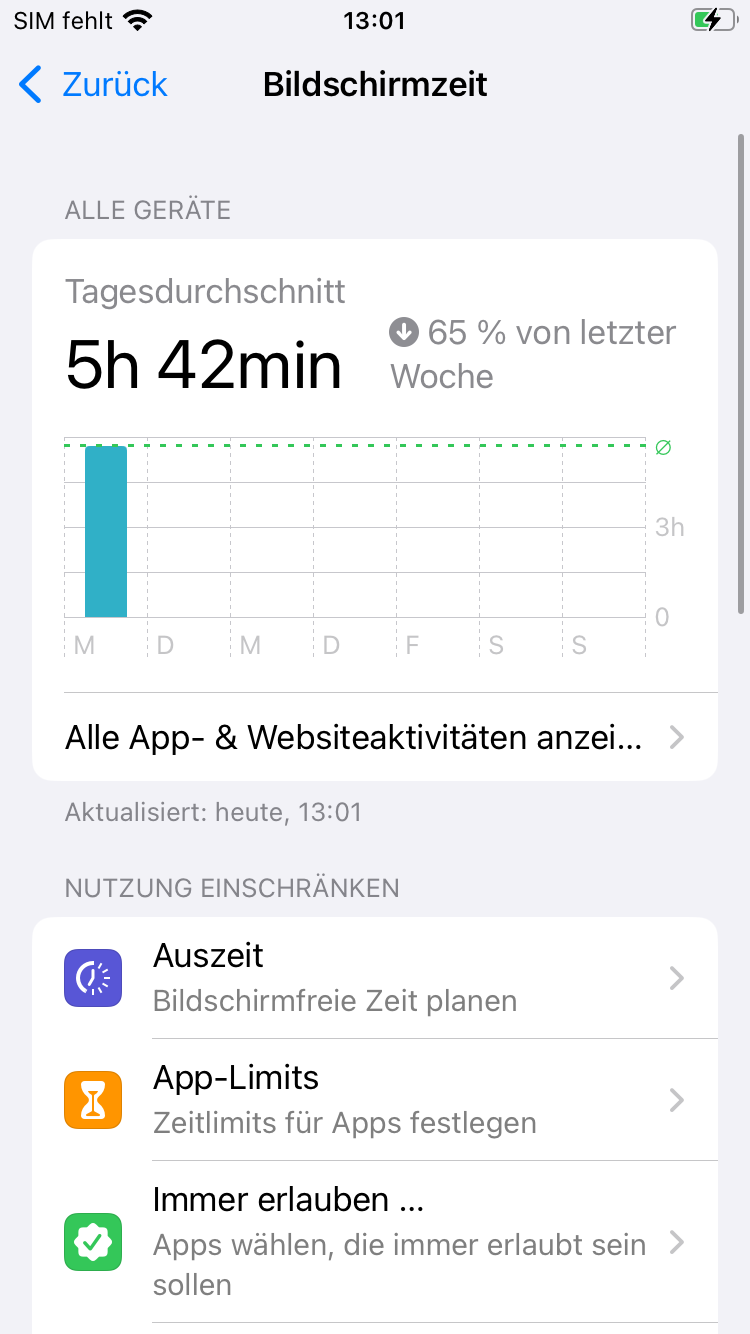 SIM fehlt 13:01
Zurück Bildschirmzeit
ALLE GERÄTE
Tagesdurchschnitt
5h 42min
65 % von letzter
Woche
Ø
3h
0
M D M D F S S
Alle App- & Websiteaktivitäten anzei...
Aktualisiert: heute, 13:01
NUTZUNG EINSCHRÄNKEN
Auszeit
Bildschirmfreie Zeit planen
App-Limits
Zeitlimits für Apps festlegen
Immer erlauben ...
Apps wählen, die immer erlaubt sein
sollen